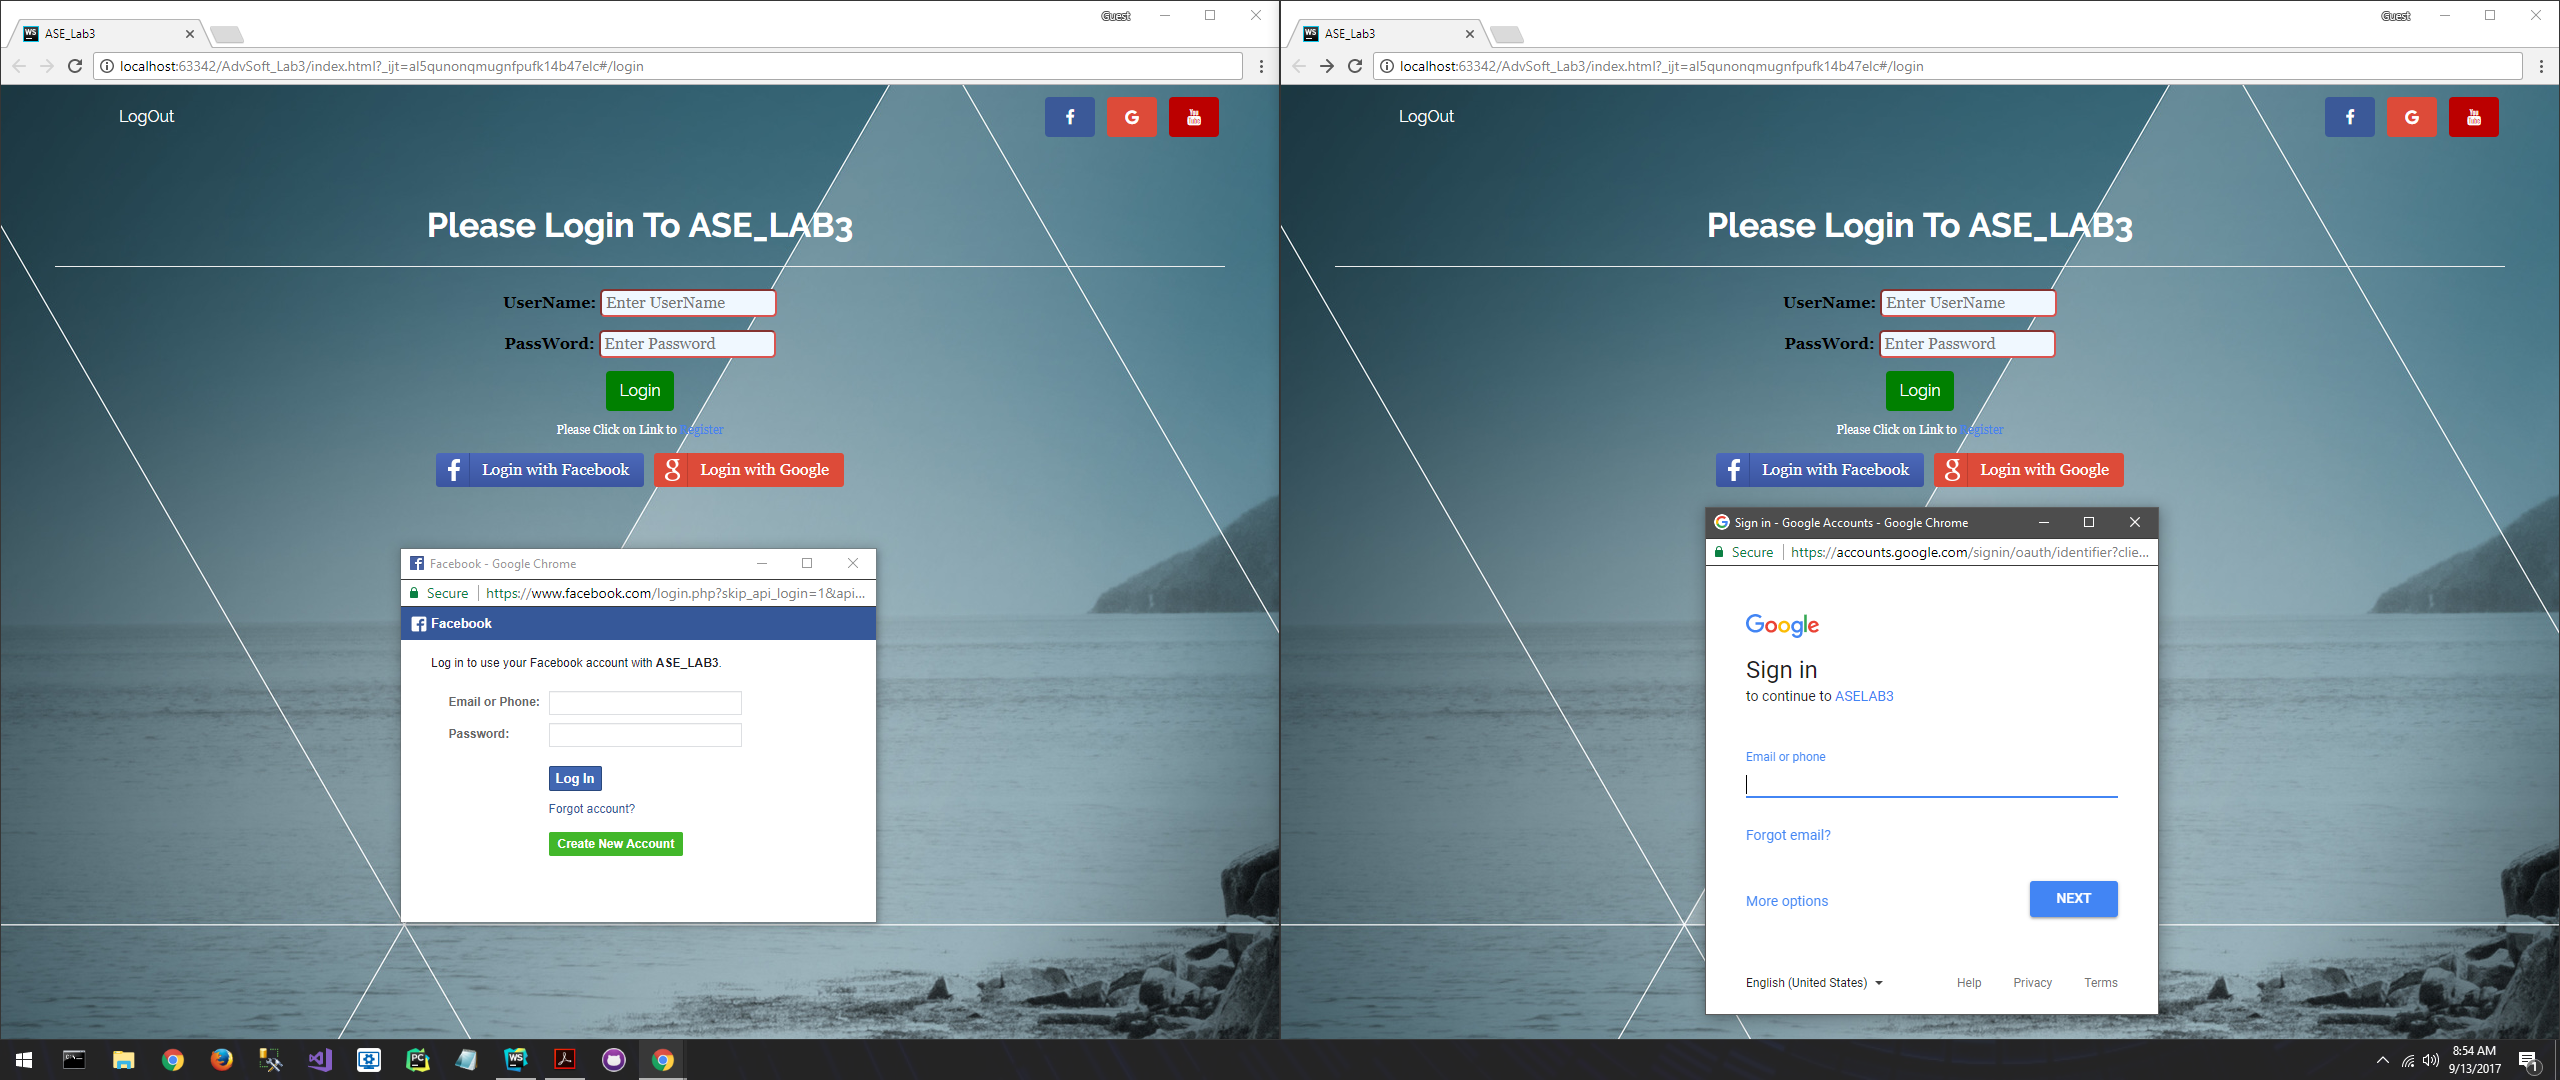 Guest
ASE_Lab3
localhost:63342/AdvSoft_Lab3/index.html?_ijt=al5qunonqmugnfpufk14b47elc#/login
LogOut
f G You Tube
Please Login To ASE_LAB3
UserName: Enter UserName
PassWord: Enter Password
Login
Please Click on Link to Register
f Login with Facebook g Login with Google
Facebook - Google Chrome
Secure https://www.facebook.com/login.php?skip_api_login=1&api...
Facebook
Log in to use your Facebook account with ASE_LAB3.
Email or Phone:
Password:
Log In
Forgot account?
Create New Account
Guest
ASE_Lab3
localhost:63342/AdvSoft_Lab3/index.html?_ijt=al5qunonqmugnfpufk14b47elc#/login
LogOut
f G You Tube
Please Login To ASE_LAB3
UserName: Enter UserName
PassWord: Enter Password
Login
Please Click on Link to Register
f Login with Facebook g Login with Google
Sign in - Google Accounts - Google Chrome
Secure https://accounts.google.com/signin/oauth/identifier?clie...
Google
Sign in
to continue to ASELAB3
Email or phone
Forgot email?
More options NEXT
English (United States) Help Privacy Terms
8:54 AM
9/13/2017
1